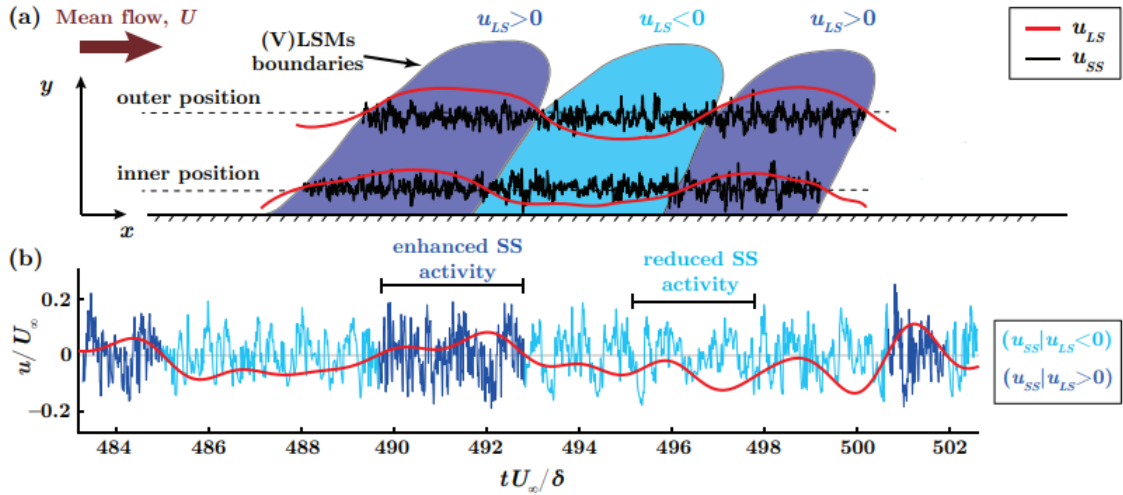 (a) Mean flow, U
u_LS>0 u_LS<0 u_LS>0
u_LS
u_SS
(V)LSMs
boundaries
y
outer position
inner position
x
(b)
enhanced SS
activity
reduced SS
activity
u/U_∞
0.2
0
−0.2
(u_SS|u_LS<0)
(u_SS|u_LS>0)
484 486 488 490 492 494 496 498 500 502
tU_∞/δ